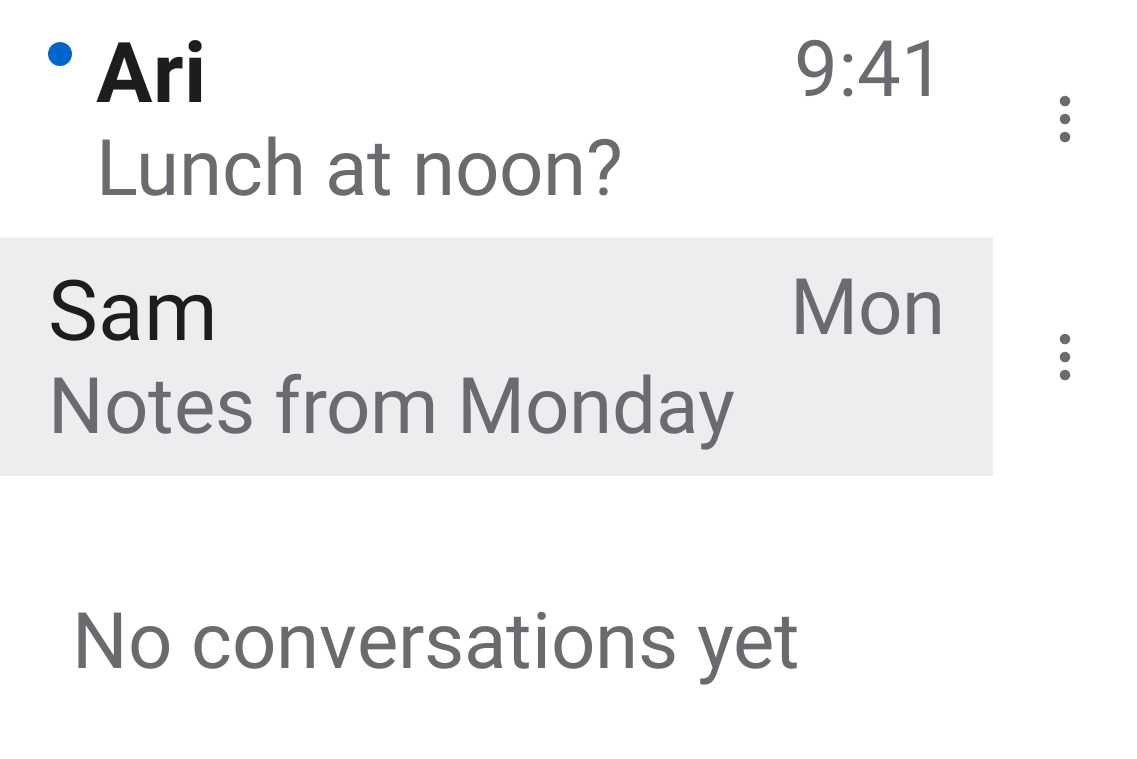 Ari 9:41
Lunch at noon?
Sam Mon
Notes from Monday
No conversations yet